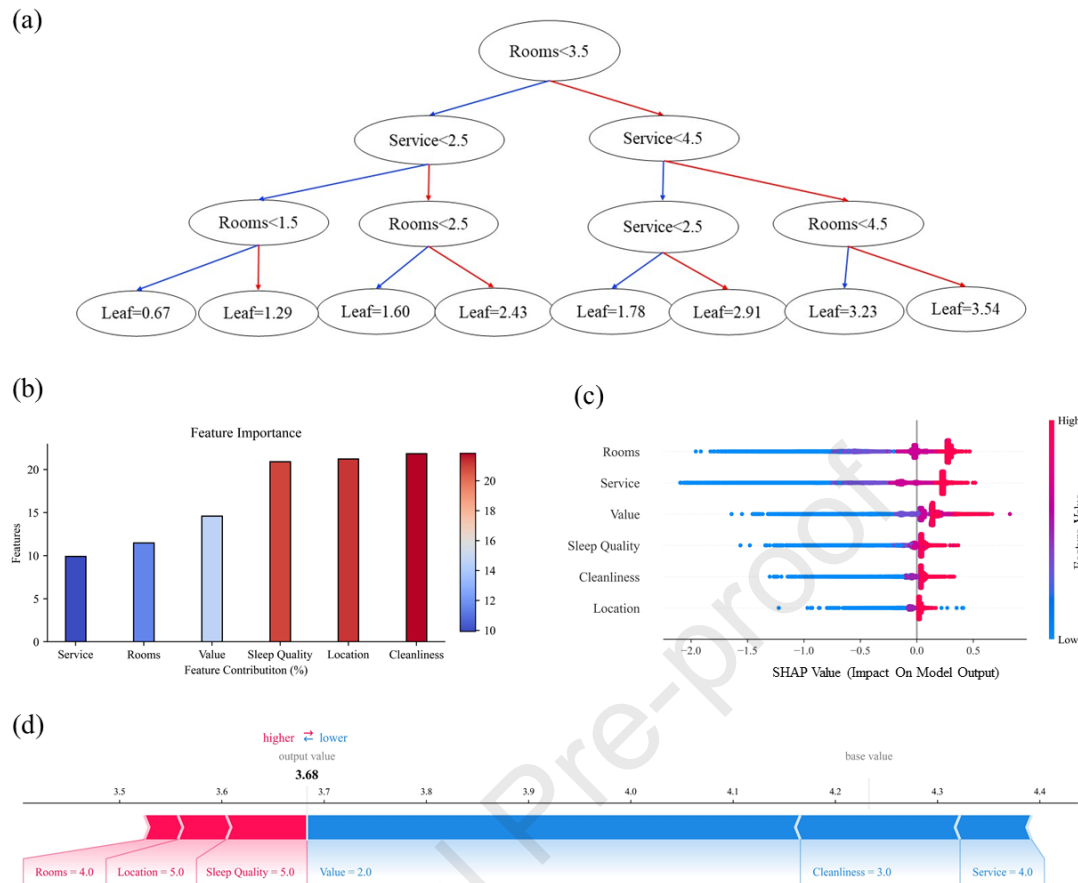 (a)
Rooms<3.5
Service<2.5
Service<4.5
Rooms<1.5
Rooms<2.5
Service<2.5
Rooms<4.5
Leaf=0.67
Leaf=1.29
Leaf=1.60
Leaf=2.43
Leaf=1.78
Leaf=2.91
Leaf=3.23
Leaf=3.54
(b)
Feature Importance
Features
20
15
10
5
0
Service
Rooms
Value
Sleep Quality
Location
Cleanliness
Feature Contributition (%)
20
18
16
14
12
10
(c)
Rooms
Service
Value
Sleep Quality
Cleanliness
Location
−2.0
−1.5
−1.0
−0.5
0.0
0.5
SHAP Value (Impact On Model Output)
High
Feature Value
Low
Pre-proof
(d)
higher
lower
output value
base value
3.68
3.5
3.6
3.7
3.8
3.9
4.0
4.1
4.2
4.3
4.4
Rooms = 4.0
Location = 5.0
Sleep Quality = 5.0
Value = 2.0
Cleanliness = 3.0
Service = 4.0